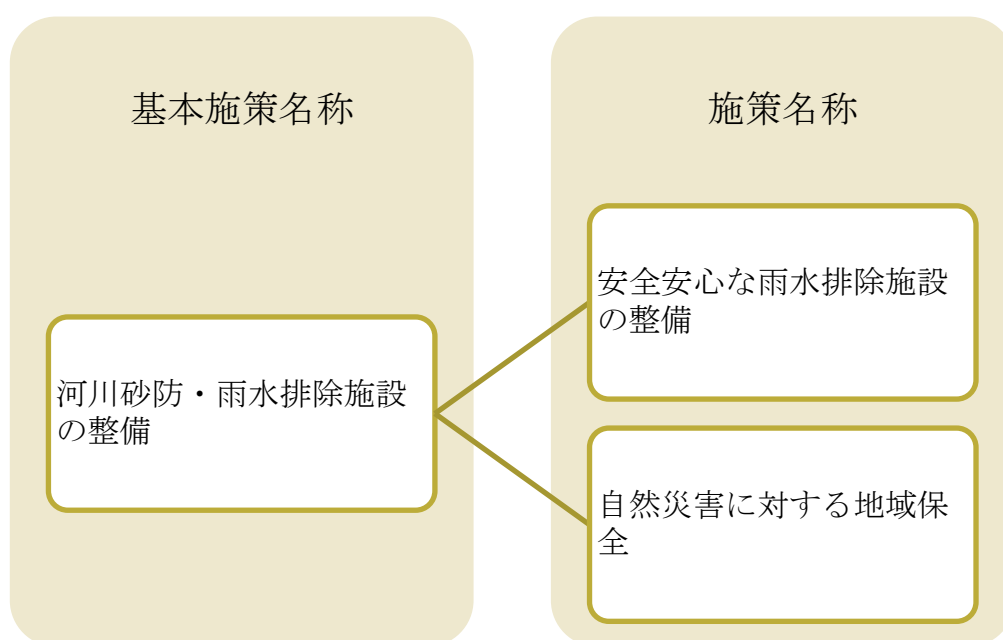 基本施策名称
河川砂防・雨水排除施設
の整備
施策名称
安全安心な雨水排除施設
の整備
自然災害に対する地域保
全